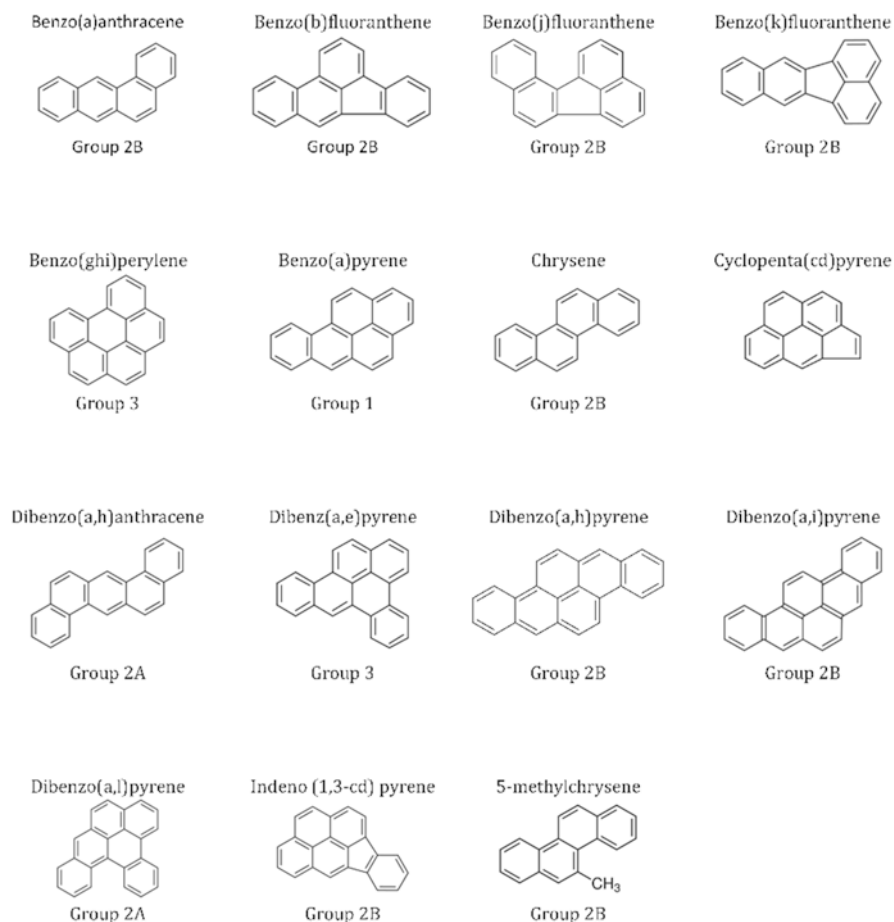 Benzo(a)anthracene Benzo(b)fluoranthene Benzo(j)fluoranthene Benzo(k)fluoranthene
Group 2B Group 2B Group 2B Group 2B
Benzo(ghi)perylene Benzo(a)pyrene Chrysene Cyclopenta(cd)pyrene
Group 3 Group 1 Group 2B
Dibenzo(a,h)anthracene Dibenz(a,e)pyrene Dibenzo(a,h)pyrene Dibenzo(a,i)pyrene
Group 2A Group 3 Group 2B Group 2B
Dibenzo(a,l)pyrene Indeno (1,3-cd) pyrene 5-methylchrysene
CH3
Group 2A Group 2B Group 2B